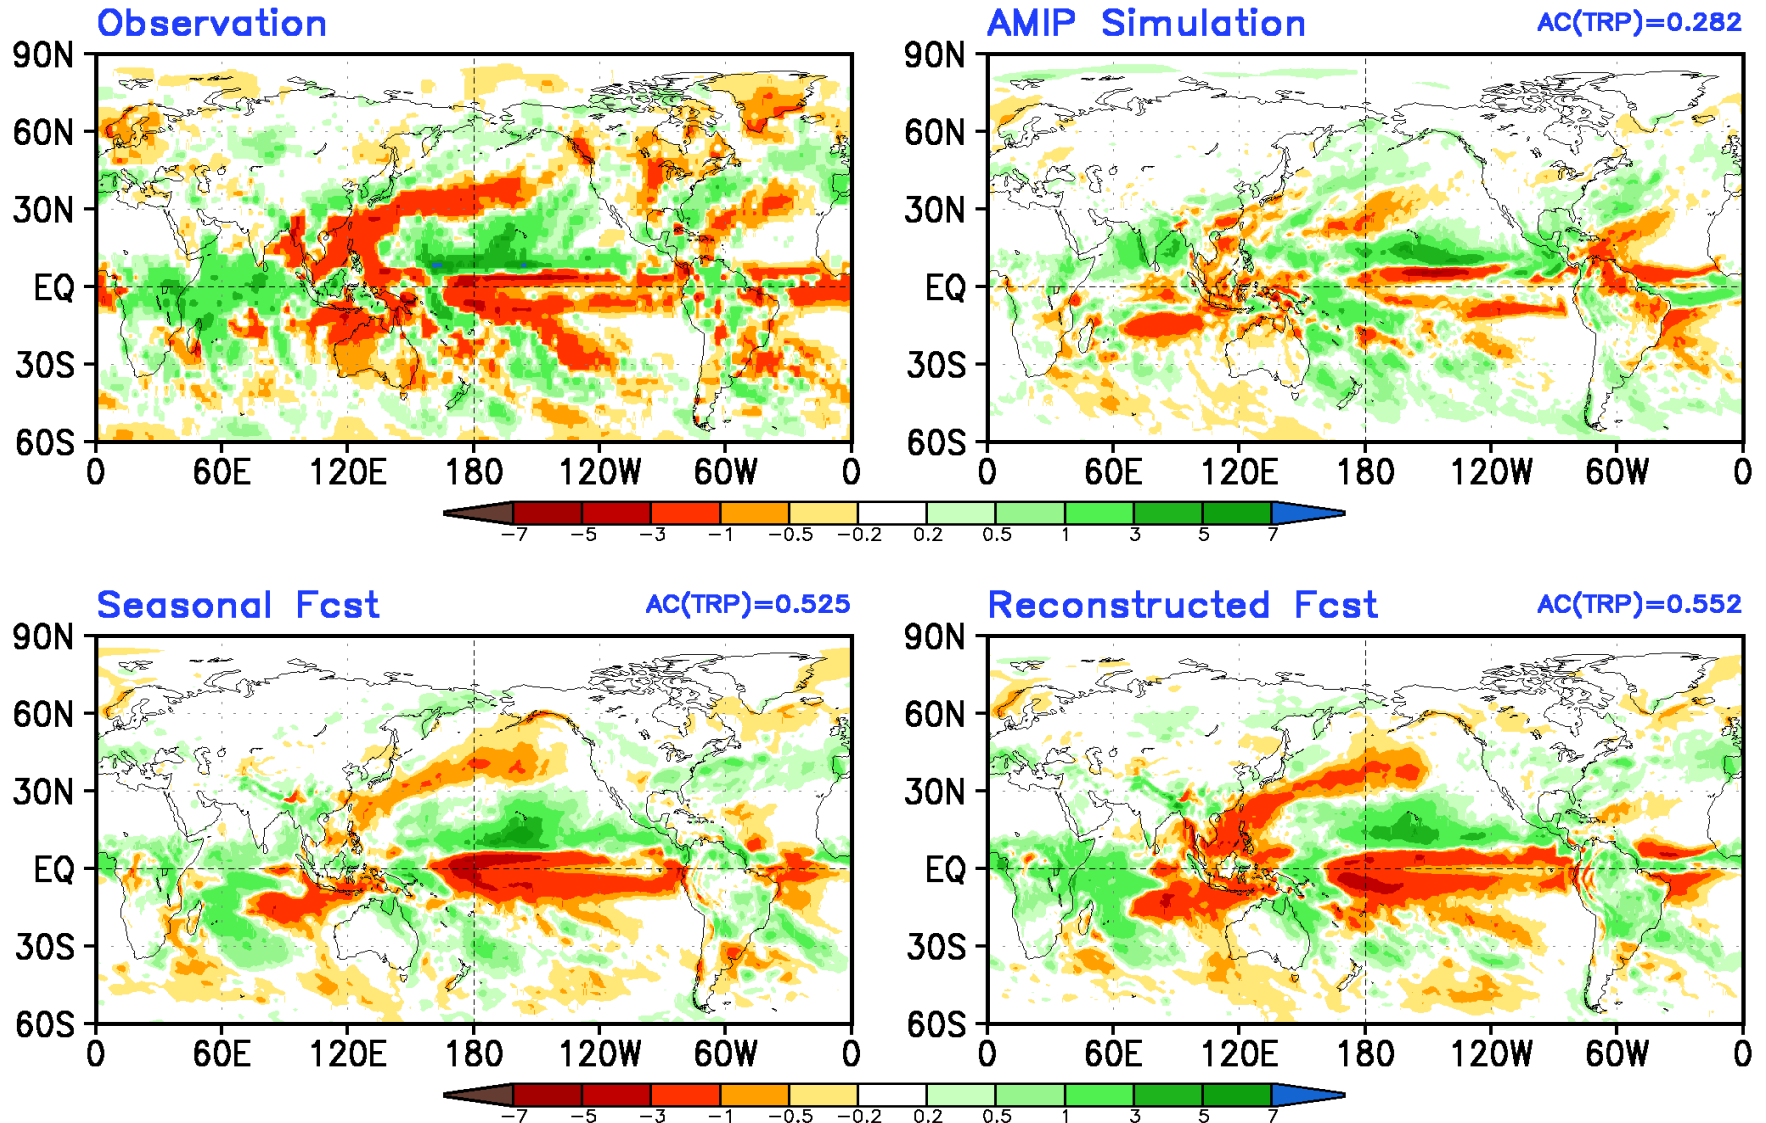 Observation
AMIP Simulation AC(TRP)=0.282
90N 90N
60N 60N
30N 30N
EQ EQ
30S 30S
60S 60S
0 60E 120E 180 120W 60W 0 0 60E 120E 180 120W 60W 0
−7 −5 −3 −1 −0.5 −0.2 0.2 0.5 1 3 5 7
Seasonal Fcst AC(TRP)=0.525
Reconstructed Fcst AC(TRP)=0.552
90N 90N
60N 60N
30N 30N
EQ EQ
30S 30S
60S 60S
0 60E 120E 180 120W 60W 0 0 60E 120E 180 120W 60W 0
−7 −5 −3 −1 −0.5 −0.2 0.2 0.5 1 3 5 7